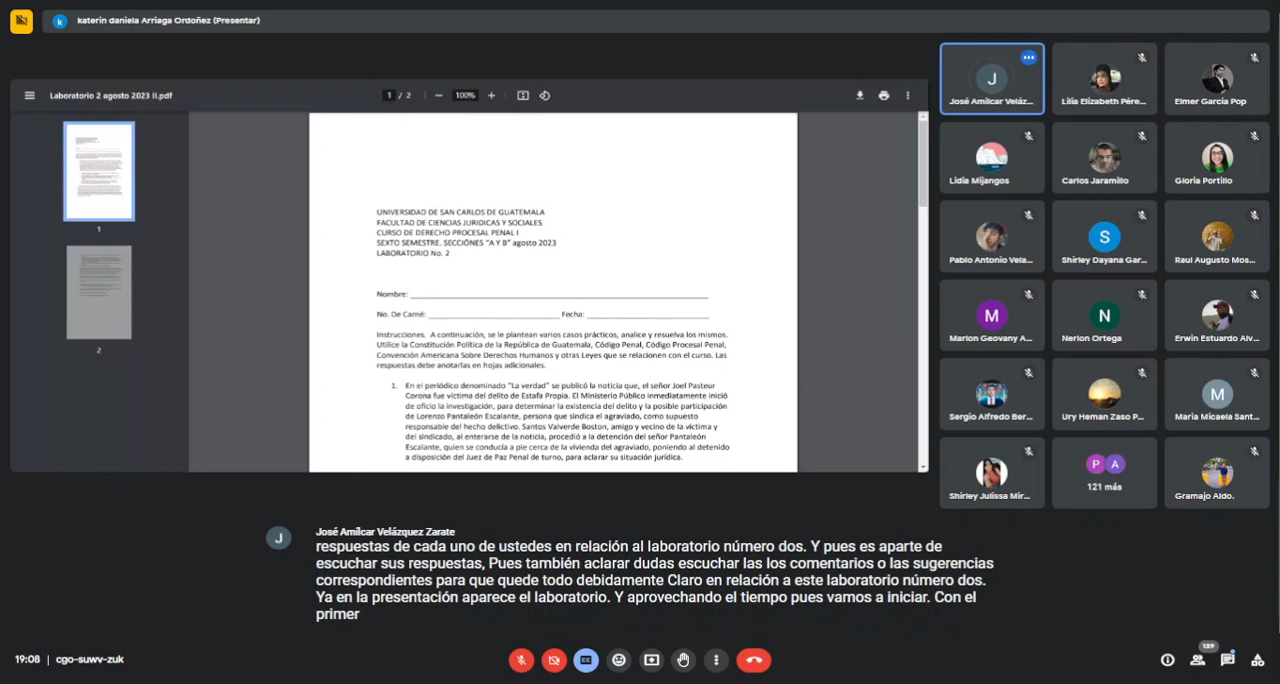 katerin daniela Arriaga Ordoñez (Presentar)
Laboratorio 2 agosto 2023 II.pdf
1 / 2
100%
1
2
UNIVERSIDAD DE SAN CARLOS DE GUATEMALA
FACULTAD DE CIENCIAS JURIDICAS Y SOCIALES
CURSO DE DERECHO PROCESAL PENAL I
SEXTO SEMESTRE. SECCIÓNES "A Y B" agosto 2023
LABORATORIO No. 2
Nombre:
No. De Carné: Fecha:
Instrucciones. A continuación, se le plantean varios casos prácticos, analice y resuelva los mismos.
Utilice la Constitución Política de la República de Guatemala, Código Penal, Código Procesal Penal,
Convención Americana Sobre Derechos Humanos y otras Leyes que se relacionen con el curso. Las
respuestas debe anotarlas en hojas adicionales.
1. En el periódico denominado "La verdad" se publicó la noticia que, el señor Joel Pasteur
Corona fue víctima del delito de Estafa Propia. El Ministerio Público inmediatamente inició
de oficio la investigación, para determinar la existencia del delito y la posible participación
de Lorenzo Pantaleón Escalante, persona que sindica el agraviado, como supuesto
responsable del hecho delictivo. Santos Valverde Boston, amigo y vecino de la víctima y
del sindicado, al enterarse de la noticia, procedió a la detención del señor Pantaleón
Escalante, quien se conducía a pie cerca de la vivienda del agraviado, poniendo al detenido
a disposición del Juez de Paz Penal de turno, para aclarar su situación jurídica.
J
José Amílcar Veláz...
Lilia Elizabeth Pére...
Elmer García Pop
Lidia Mijangos
Carlos Jaramillo
Gloria Portillo
Pablo Antonio Vela...
S
Shirley Dayana Gar...
Raul Augusto Mos...
M
Marlon Geovany A...
N
Nerion Ortega
Erwin Estuardo Alv...
Sergio Alfredo Ber...
Ury Hernan Zaso P...
M
Maria Micaela Sant...
Shirley Julissa Mir...
P A
121 más
Gramajo Aldo.
k
J
José Amílcar Velázquez Zarate
respuestas de cada uno de ustedes en relación al laboratorio número dos. Y pues es aparte de
escuchar sus respuestas, Pues también aclarar dudas escuchar las los comentarios o las sugerencias
correspondientes para que quede todo debidamente Claro en relación a este laboratorio número dos.
Ya en la presentación aparece el laboratorio. Y aprovechando el tiempo pues vamos a iniciar. Con el
primer
19:08 | cgo-suwv-zuk
CC
139